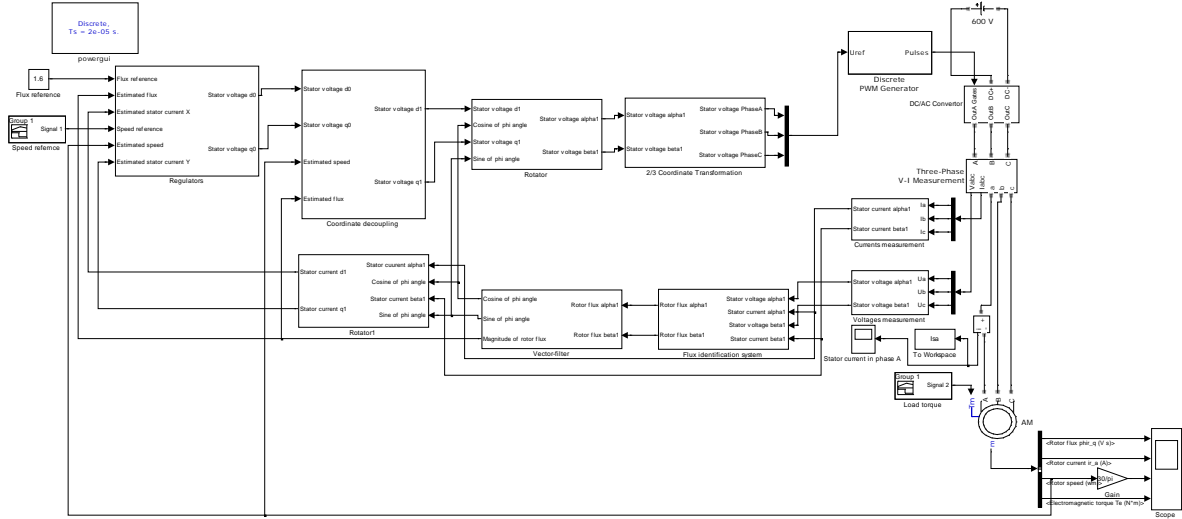 Discrete,
Ts = 2e-05 s.
powergui
1.6
Flux reference
Group 1
Signal 1
Speed refernce
Flux reference
Estimated flux
Estimated stator current X
Speed reference
Estimated speed
Estimated stator current Y
Stator voltage d0
Stator voltage q0
Regulators
Stator voltage d0
Stator voltage q0
Estimated speed
Estimated flux
Stator voltage d1
Stator voltage q1
Coordinate decoupling
Stator voltage d1
Cosine of phi angle
Stator voltage q1
Sine of phi angle
Stator voltage alpha1
Stator voltage beta1
Rotator
Stator voltage alpha1
Stator voltage beta1
Stator voltage PhaseA
Stator voltage PhaseB
Stator voltage PhaseC
2/3 Coordinate Transformation
Uref
Pulses
Discrete
PWM Generator
600 V
DC/AC Convertor
Gates
DC+
DC-
OutA
OutB
OutC
Three-Phase
V-I Measurement
A
B
C
Vabc
Iabc
a
b
c
Stator current alpha1
Stator current beta1
Ia
Ib
Ic
Currents measurement
Stator voltage alpha1
Stator voltage beta1
Ua
Ub
Uc
Voltages measurement
Stator current d1
Stator current q1
Stator cuurent alpha1
Cosine of phi angle
Stator current beta1
Sine of phi angle
Rotator1
Cosine of phi angle
Sine of phi angle
Magnitude of rotor flux
Rotor flux alpha1
Rotor flux beta1
Vector-filter
Rotor flux alpha1
Rotor flux beta1
Stator voltage alpha1
Stator current alpha1
Stator voltage beta1
Stator current beta1
Flux identification system
Stator current in phase A
Isa
To Workspace
+
-
i
Group 1
Signal 2
Load torque
Tm
A
B
C
AM
E
<Rotor flux phir_q (V s)>
<Rotor current ir_a (A)>
<Rotor speed (wm)>
30/pi
Gain
<Electromagnetic torque Te (N*m)>
Scope